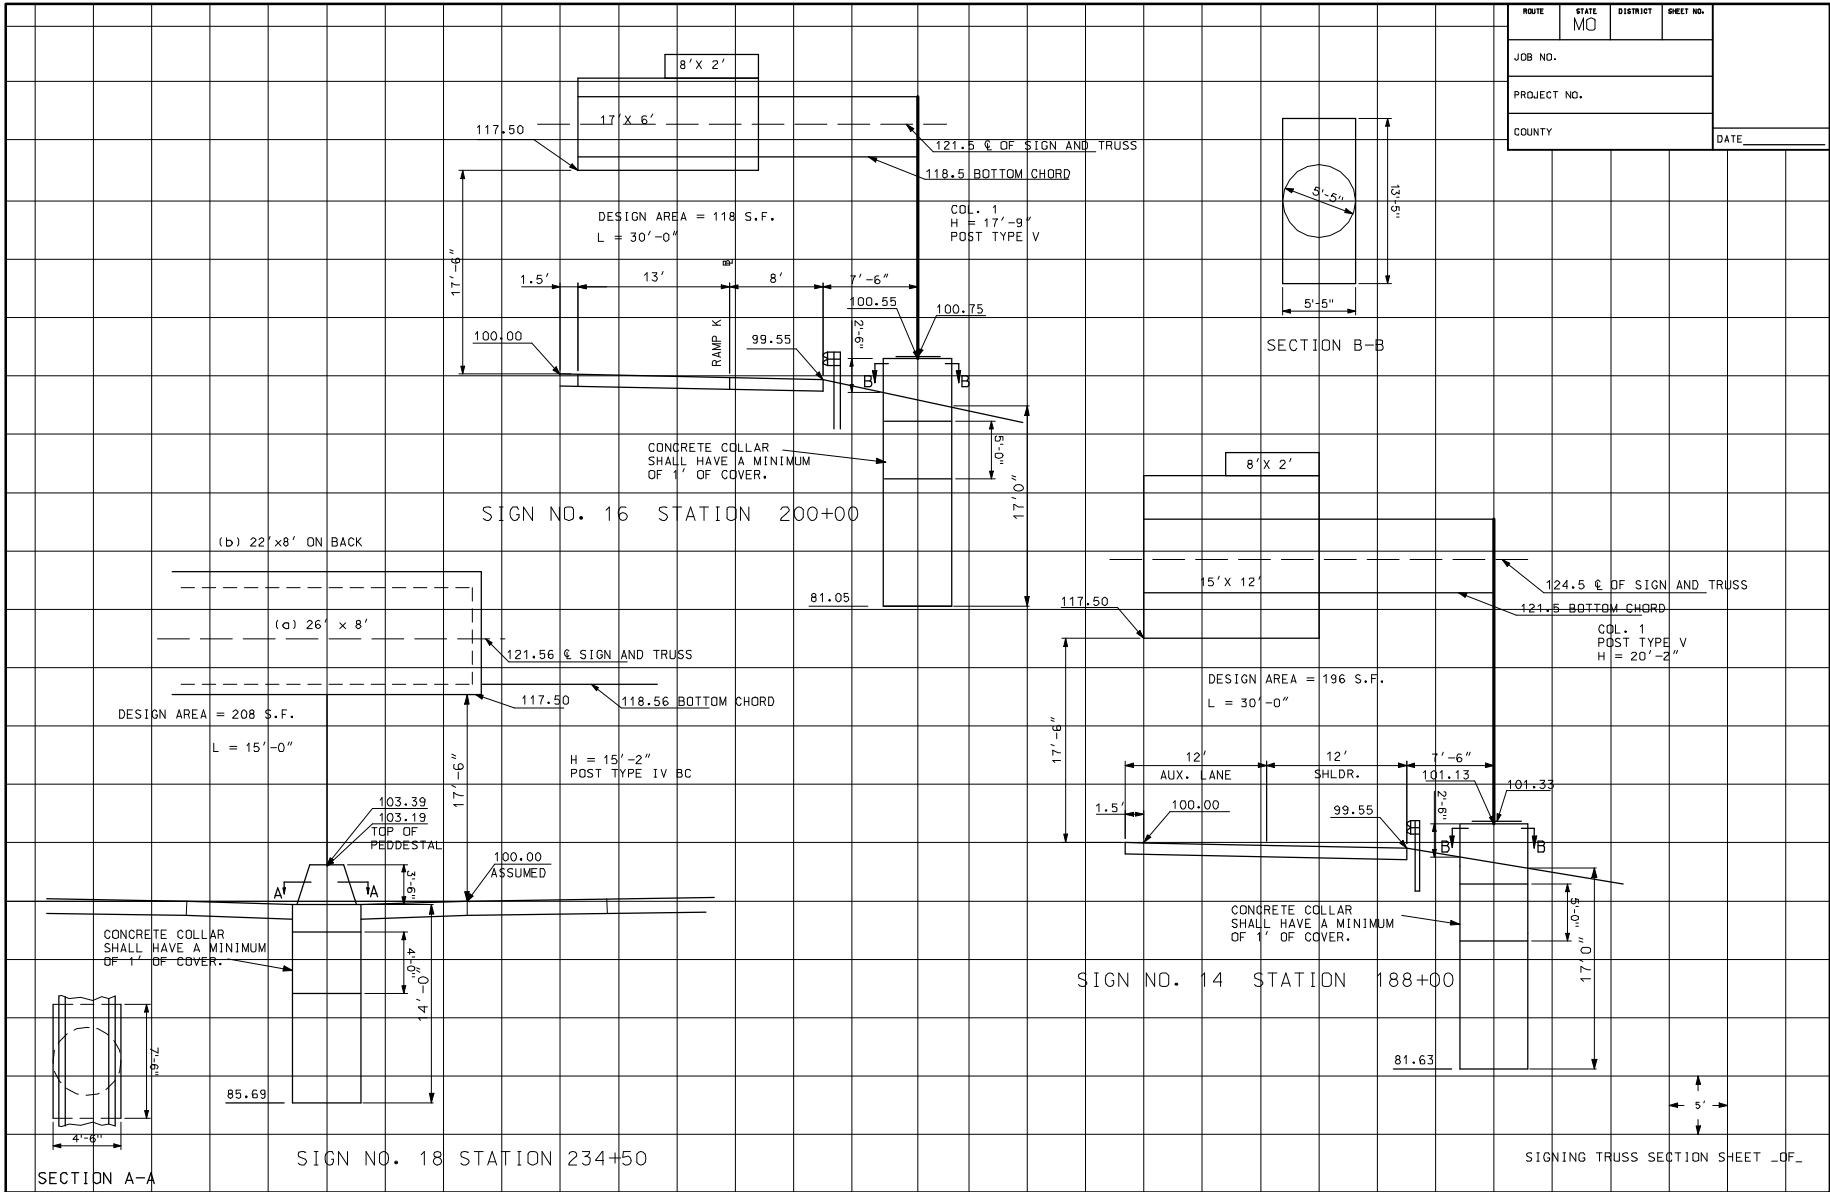 ROUTE
STATE
MO
DISTRICT
SHEET NO.
JOB NO.
PROJECT NO.
COUNTY
DATE
8'X 2'
17'X 6'
117.50
121.5 ℄ OF SIGN AND TRUSS
118.5 BOTTOM CHORD
DESIGN AREA = 118 S.F.
L = 30'-0"
COL. 1
H = 17'-9"
POST TYPE V
17'-6"
1.5'
13'
8'
7'-6"
RAMP K
100.55
100.75
100.00
99.55
2'-6"
B
B
CONCRETE COLLAR
SHALL HAVE A MINIMUM
OF 1' OF COVER.
5'-0"
17'0"
81.05
SIGN NO. 16 STATION 200+00
5'-5"
13'-5"
5'-5"
SECTION B-B
(b) 22'x8' ON BACK
(a) 26' x 8'
121.56 ℄ SIGN AND TRUSS
117.50
118.56 BOTTOM CHORD
DESIGN AREA = 208 S.F.
L = 15'-0"
H = 15'-2"
POST TYPE IV BC
17'-6"
103.39
103.19
TOP OF
PEDDESTAL
100.00
ASSUMED
A
A
3'-6"
CONCRETE COLLAR
SHALL HAVE A MINIMUM
OF 1' OF COVER.
4'-0"
14'-0"
85.69
7'-6"
4'-6"
SECTION A-A
SIGN NO. 18 STATION 234+50
8'X 2'
15'X 12'
117.50
124.5 ℄ OF SIGN AND TRUSS
121.5 BOTTOM CHORD
COL. 1
POST TYPE V
H = 20'-2"
DESIGN AREA = 196 S.F.
L = 30'-0"
12'
AUX. LANE
12'
SHLDR.
7'-6"
101.13
101.33
1.5'
100.00
99.55
2'-6"
B
B
CONCRETE COLLAR
SHALL HAVE A MINIMUM
OF 1' OF COVER.
5'-0"
17'0"
81.63
SIGN NO. 14 STATION 188+00
5'
SIGNING TRUSS SECTION SHEET _OF_